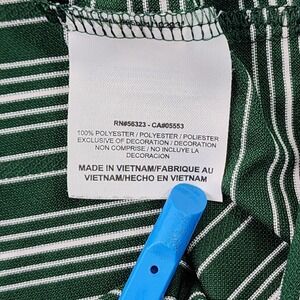 RN#56323 - CA#05553
100% POLYESTER / POLYESTER / POLIESTER
EXCLUSIVE OF DECORATION / DECORATION
NON COMPRISE / NO INCLUYE LA
DECORACION
MADE IN VIETNAM/FABRIQUE AU
VIETNAM/HECHO EN VIETNAM